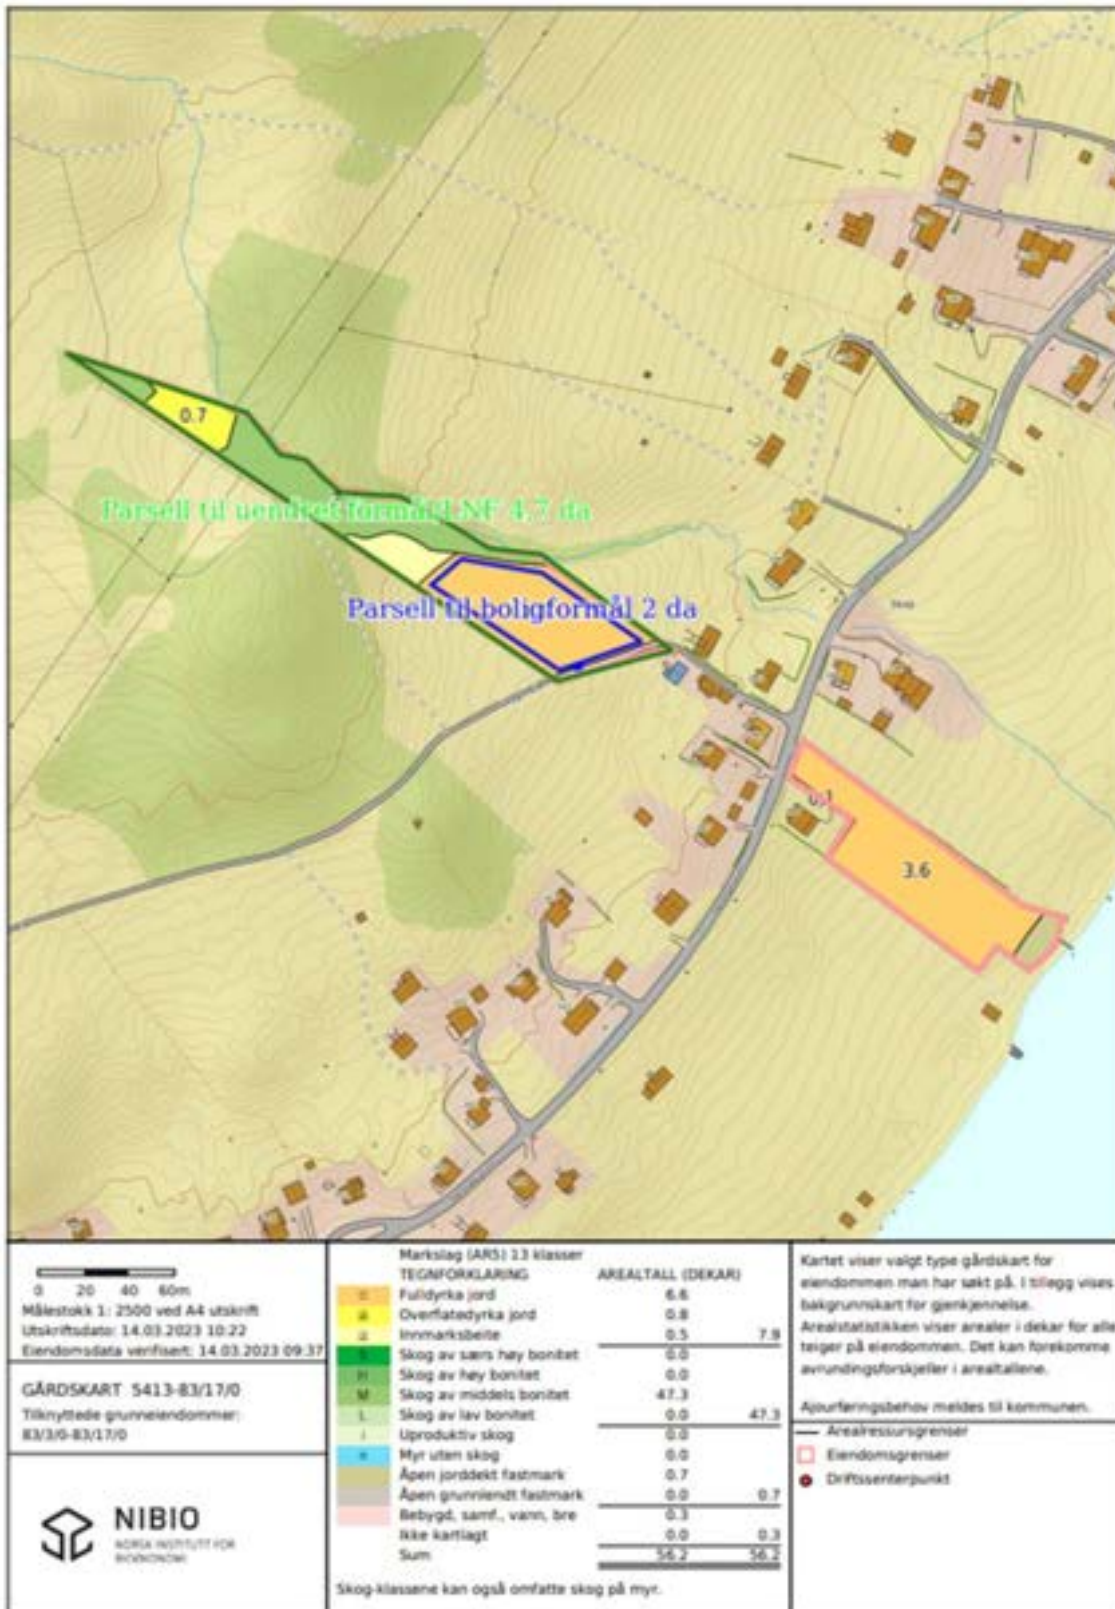 0.7
Parsell til uendret formål LNF 4.7 da
Parsell til boligformål 2 da
0.1
3.6
0 20 40 60m
Målestokk 1: 2500 ved A4 utskrift
Utskriftsdato: 14.03.2023 10:22
Eiendomsdata verifisert: 14.03.2023 09:37
GÅRDSKART 5413-83/17/0
Tilknyttede grunneiendommer:
83/3/0-83/17/0
NIBIO
NORSK INSTITUTT FOR
BIOØKONOMI
Markslag (AR5) 13 klasser
TEGNFORKLARING AREALTALL (DEKAR)
Fulldyrka jord 6.6
Overflatedyrka jord 0.8
Innmarksbeite 0.5 7.9
Skog av særs høy bonitet 0.0
H Skog av høy bonitet 0.0
M Skog av middels bonitet 47.3
L Skog av lav bonitet 0.0 47.3
i Uproduktiv skog 0.0
Myr uten skog 0.0
Åpen jorddekt fastmark 0.7
Åpen grunnlendt fastmark 0.0 0.7
Bebygd, samf., vann, bre 0.3
Ikke kartlagt 0.0 0.3
Sum 56.2 56.2
Skog-klassene kan også omfatte skog på myr.
Kartet viser valgt type gårdskart for
eiendommen man har søkt på. I tillegg vises
bakgrunnskart for gjenkjennelse.
Arealstatistikken viser arealer i dekar for alle
teiger på eiendommen. Det kan forekomme
avrundingsforskjeller i arealtallene.
Ajourføringsbehov meldes til kommunen.
Arealressursgrenser
Eiendomsgrenser
Driftssenterpunkt